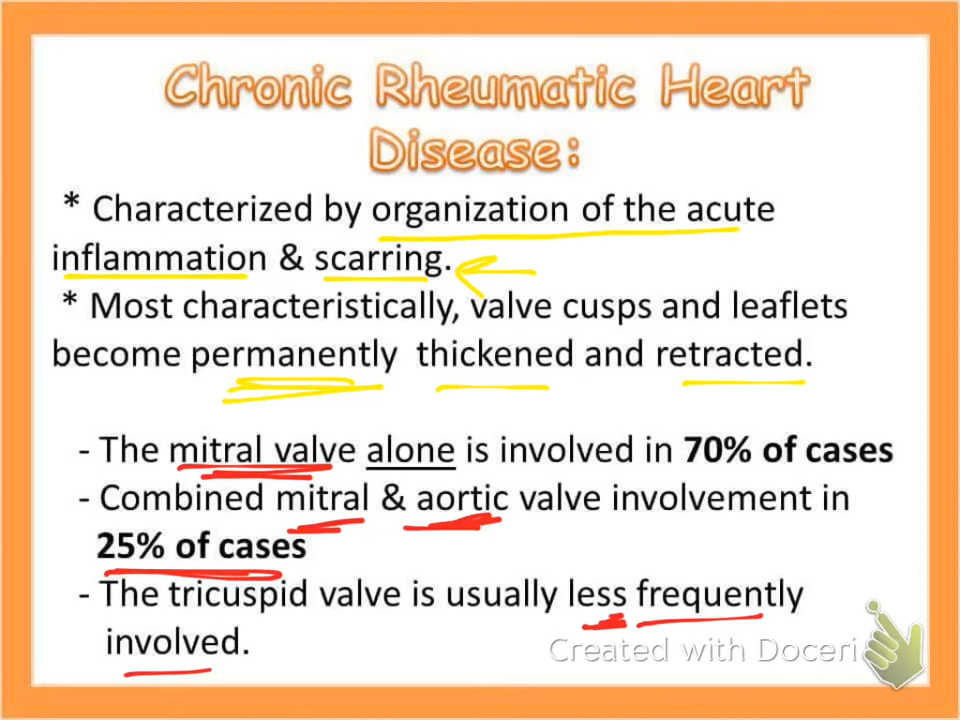 Chronic Rheumatic Heart
Disease:
* Characterized by organization of the acute
inflammation & scarring.
* Most characteristically, valve cusps and leaflets
become permanently thickened and retracted.
- The mitral valve alone is involved in 70% of cases
- Combined mitral & aortic valve involvement in
25% of cases
- The tricuspid valve is usually less frequently
involved.
Created with Doceri